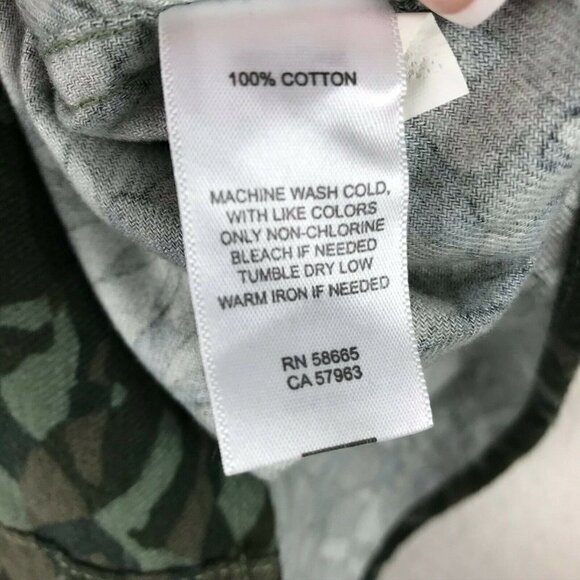 100% COTTON
MACHINE WASH COLD,
WITH LIKE COLORS
ONLY NON-CHLORINE
BLEACH IF NEEDED
TUMBLE DRY LOW
WARM IRON IF NEEDED
RN 58665
CA 57963